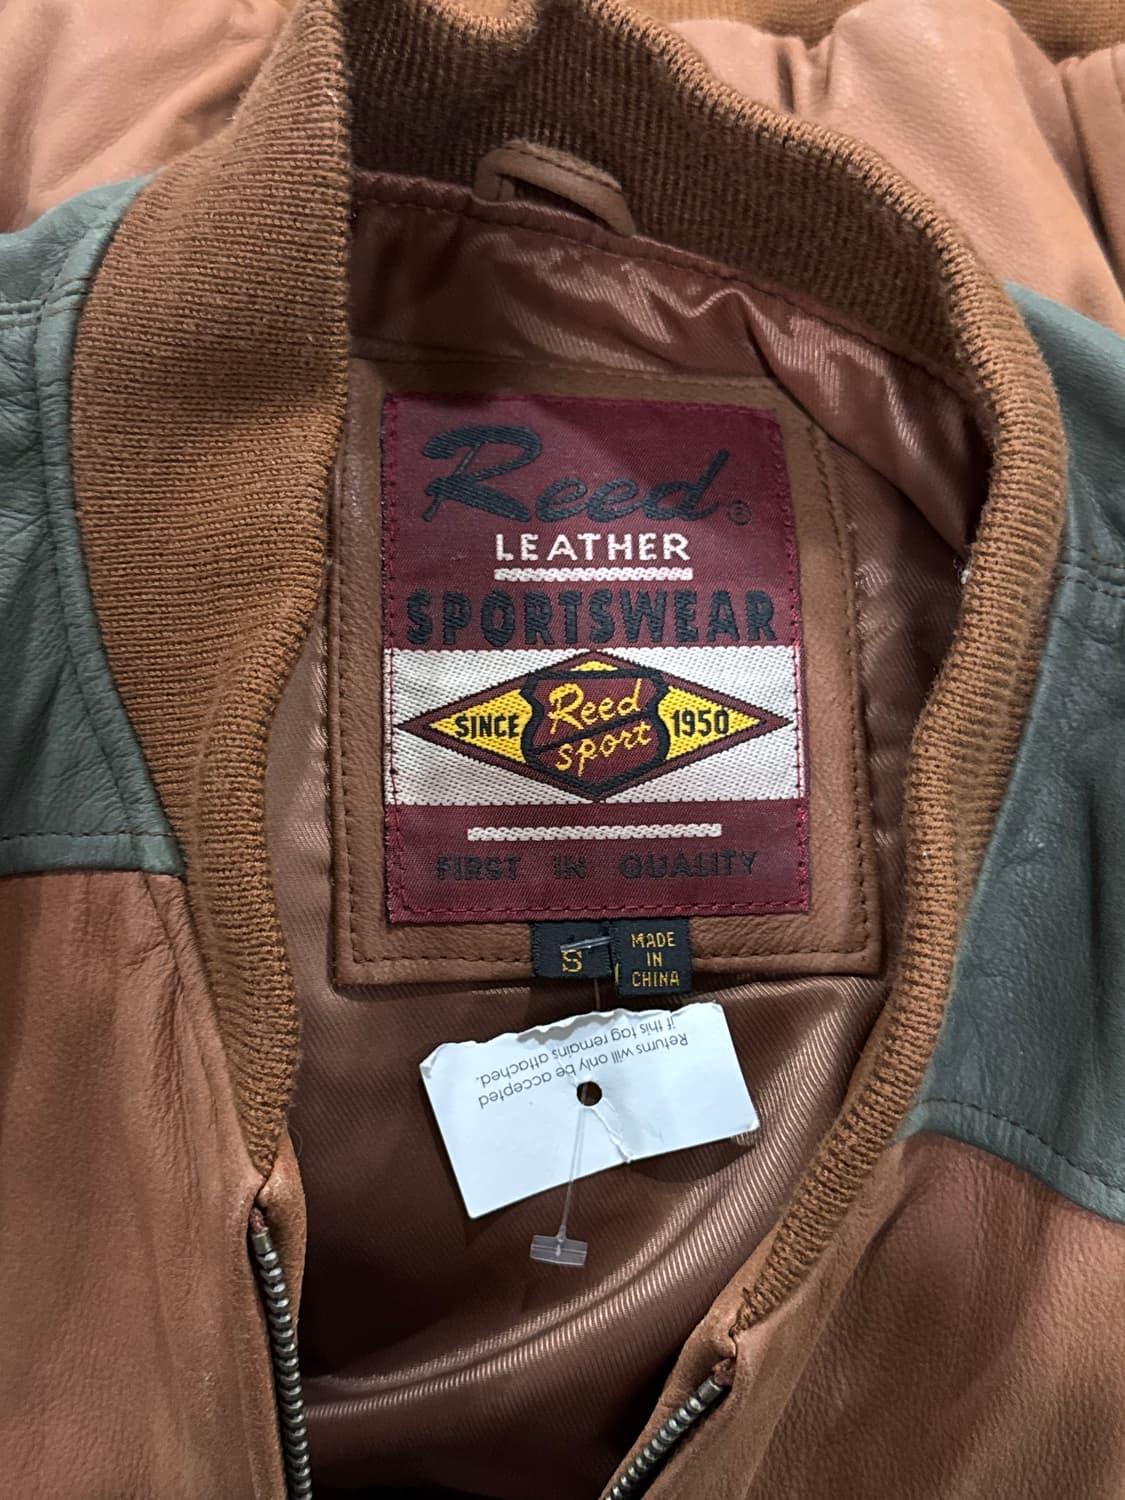 Reed®
LEATHER
SPORTSWEAR
SINCE
Reed
sport
1950
FIRST IN QUALITY
S
MADE
IN
CHINA
Returns will only be accepted
if this tag remains attached.